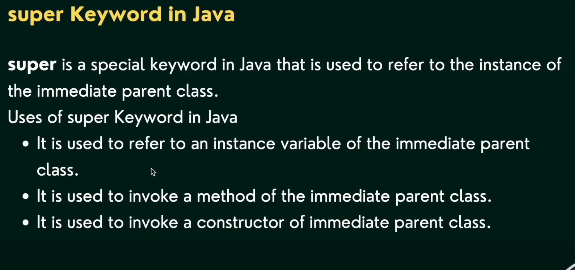 super Keyword in Java
super is a special keyword in Java that is used to refer to the instance of
the immediate parent class.
Uses of super Keyword in Java
• It is used to refer to an instance variable of the immediate parent
class.
• It is used to invoke a method of the immediate parent class.
• It is used to invoke a constructor of immediate parent class.